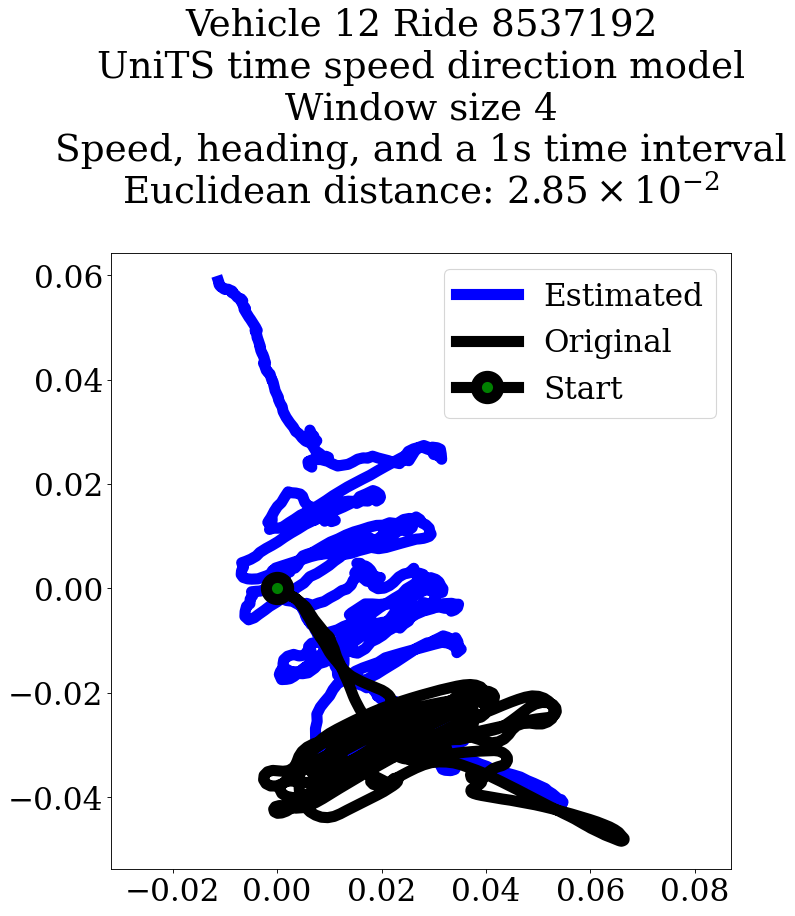 Vehicle 12 Ride 8537192
UniTS time speed direction model
Window size 4
Speed, heading, and a 1s time interval
Euclidean distance: 2.85 × 10⁻²
Estimated
Original
Start
0.06
0.04
0.02
0.00
−0.02
−0.04
−0.02 0.00 0.02 0.04 0.06 0.08